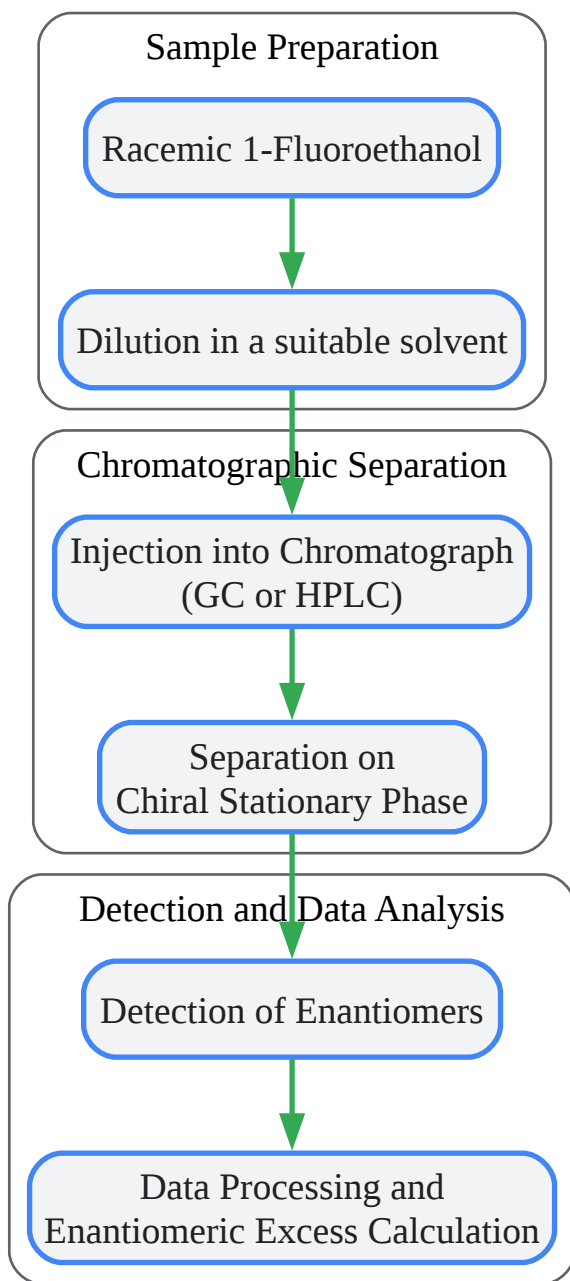 Sample Preparation
Racemic 1-Fluoroethanol
Dilution in a suitable solvent
Chromatographic Separation
Injection into Chromatograph
(GC or HPLC)
Separation on
Chiral Stationary Phase
Detection and Data Analysis
Detection of Enantiomers
Data Processing and
Enantiomeric Excess Calculation